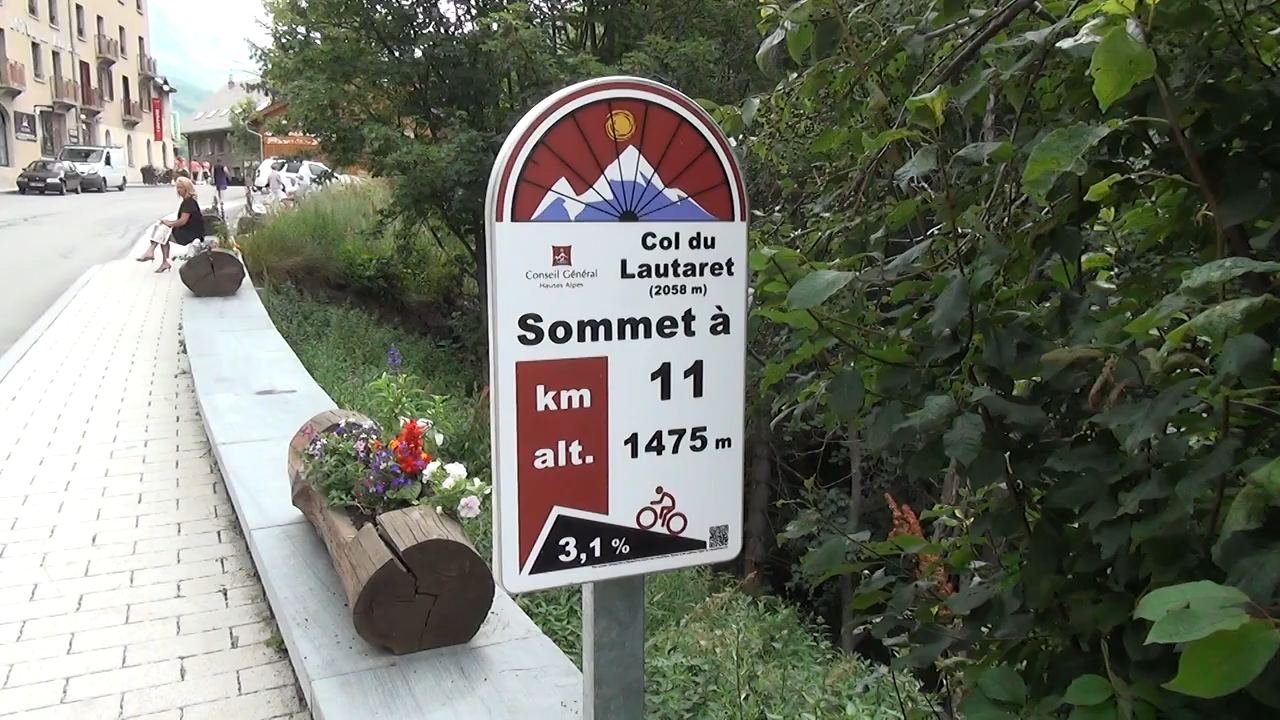 Col du
Lautaret
(2058 m)
Conseil Général
Hautes Alpes
Sommet à
km 11
alt. 1475 m
3,1 %